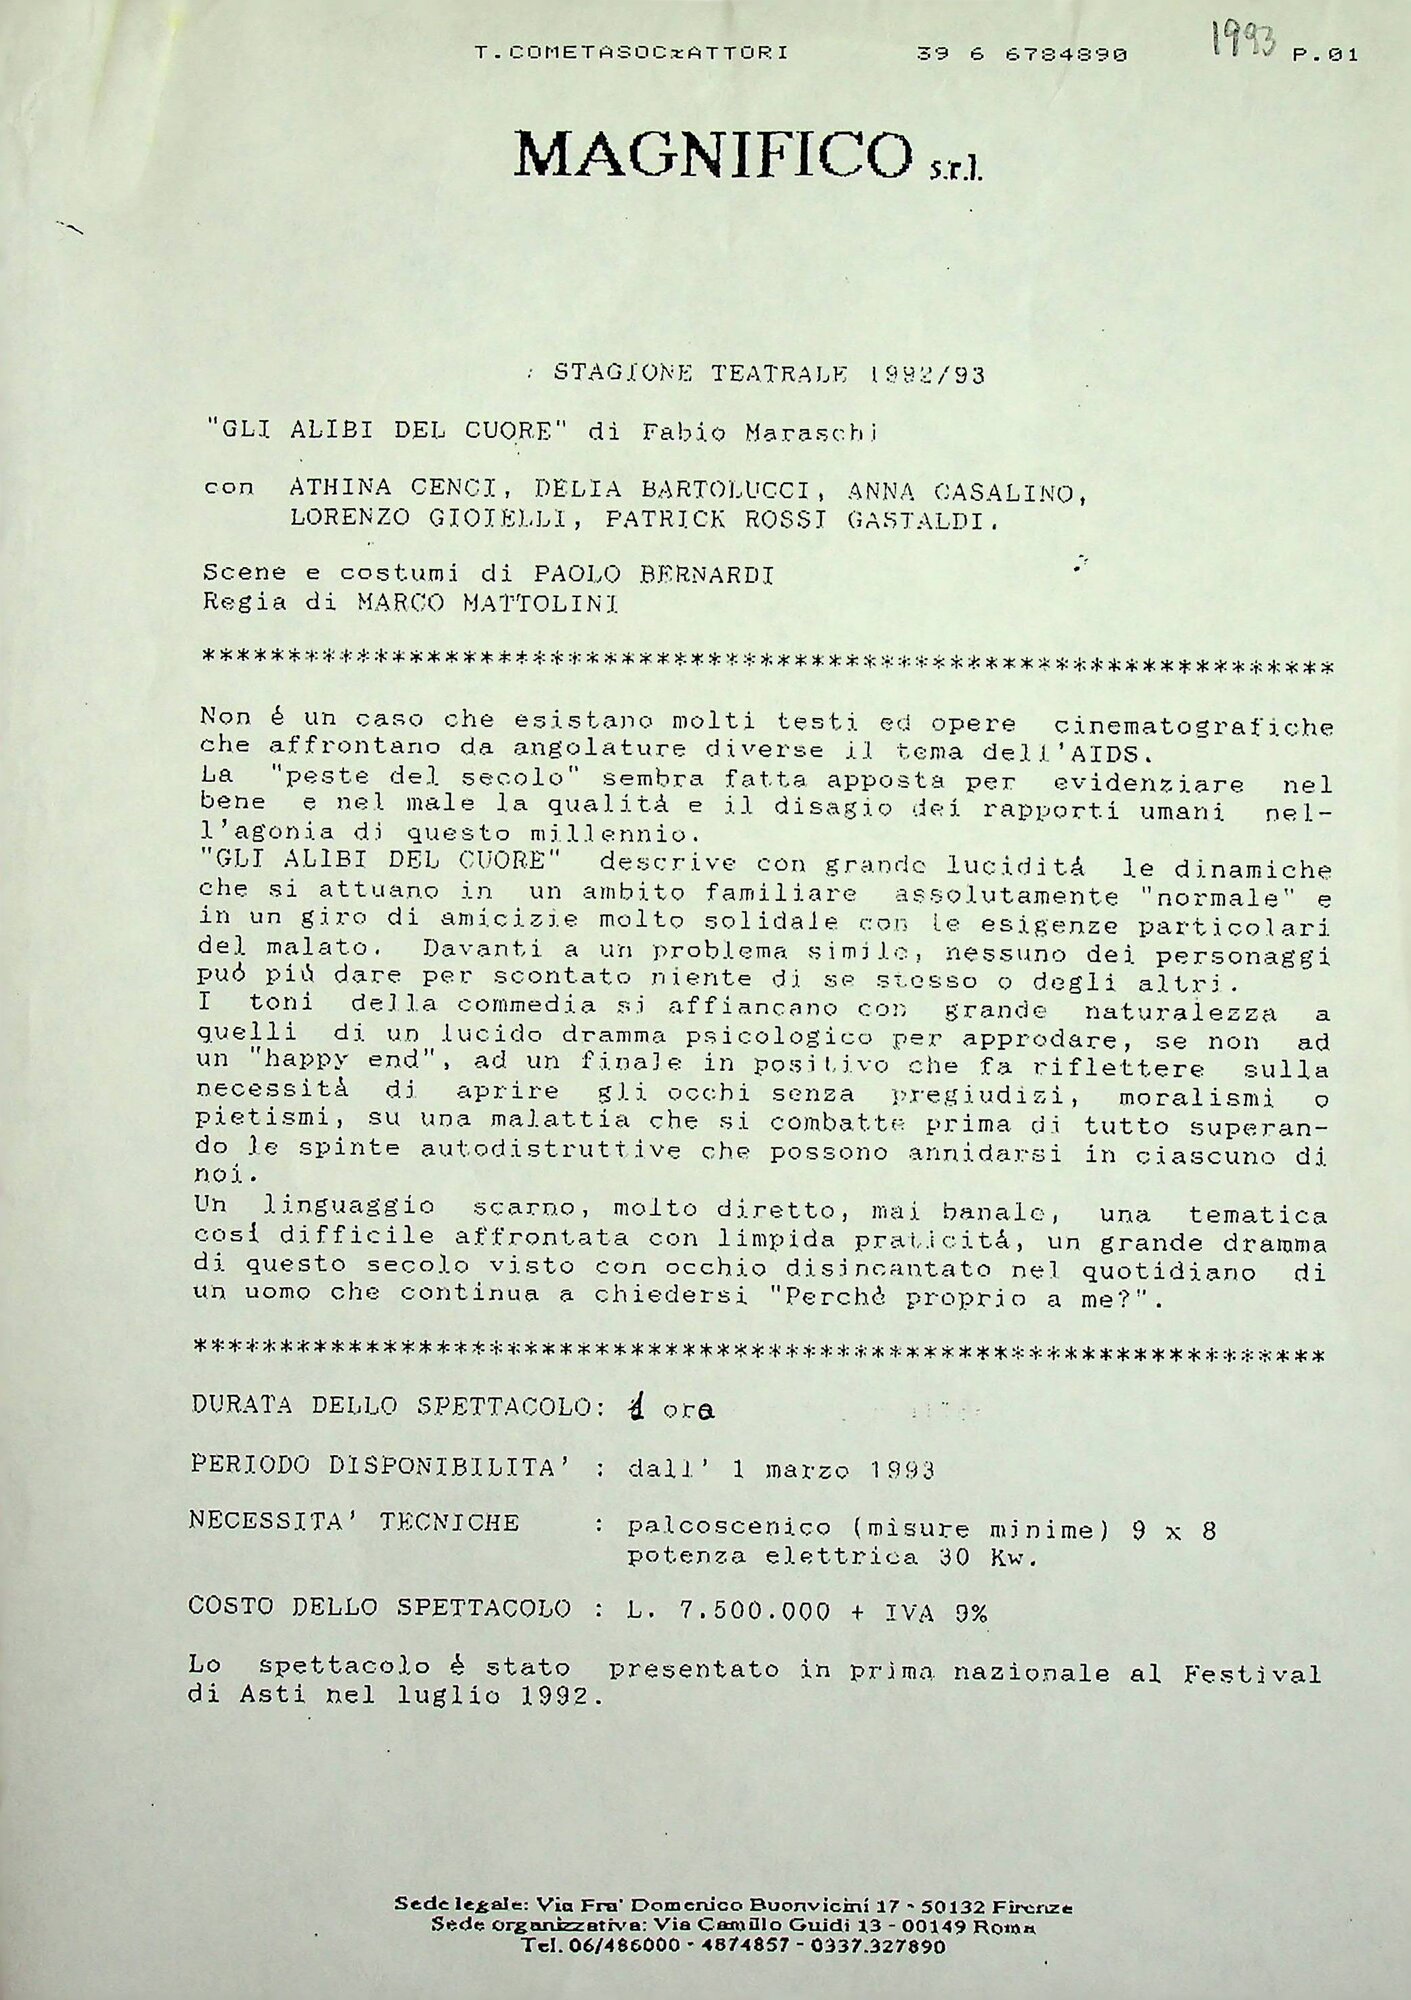 T.COMETASOC&ATTORI 39 6 6784890 1993 P.01
MAGNIFICO s.r.l.
STAGIONE TEATRALE 1992/93
"GLI ALIBI DEL CUORE" di Fabio Maraschi
con ATHINA CENCI, DELIA BARTOLUCCI, ANNA CASALINO,
LORENZO GIOIELLI, PATRICK ROSSI GASTALDI.
Scene e costumi di PAOLO BERNARDI
Regia di MARCO MATTOLINI
*****************************************************************
Non é un caso che esistano molti testi ed opere cinematografiche
che affrontano da angolature diverse il tema dell'AIDS.
La "peste del secolo" sembra fatta apposta per evidenziare nel
bene e nel male la qualitá e il disagio dei rapporti umani nel-
l'agonia di questo millennio.
"GLI ALIBI DEL CUORE" descrive con grande luciditá le dinamiche
che si attuano in un ambito familiare assolutamente "normale" e
in un giro di amicizie molto solidale con le esigenze particolari
del malato. Davanti a un problema simile, nessuno dei personaggi
puó piú dare per scontato niente di se stesso o degli altri.
I toni della commedia si affiancano con grande naturalezza a
quelli di un lucido dramma psicologico per approdare, se non ad
un "happy end", ad un finale in positivo che fa riflettere sulla
necessitá di aprire gli occhi senza pregiudizi, moralismi o
pietismi, su una malattia che si combatte prima di tutto superan-
do le spinte autodistruttive che possono annidarsi in ciascuno di
noi.
Un linguaggio scarno, molto diretto, mai banale, una tematica
cosí difficile affrontata con limpida praticitá, un grande dramma
di questo secolo visto con occhio disincantato nel quotidiano di
un uomo che continua a chiedersi "Perché proprio a me?".
*****************************************************************
DURATA DELLO SPETTACOLO: 1 ora
PERIODO DISPONIBILITA' : dall' 1 marzo 1993
NECESSITA' TECNICHE : palcoscenico (misure minime) 9 x 8
potenza elettrica 30 Kw.
COSTO DELLO SPETTACOLO : L. 7.500.000 + IVA 9%
Lo spettacolo é stato presentato in prima nazionale al Festival
di Asti nel luglio 1992.
Sede legale: Via Fra' Domenico Buonvicini 17 - 50132 Firenze
Sede organizzativa: Via Camillo Guidi 13 - 00149 Roma
Tel. 06/486000 - 4874857 - 0337.327890